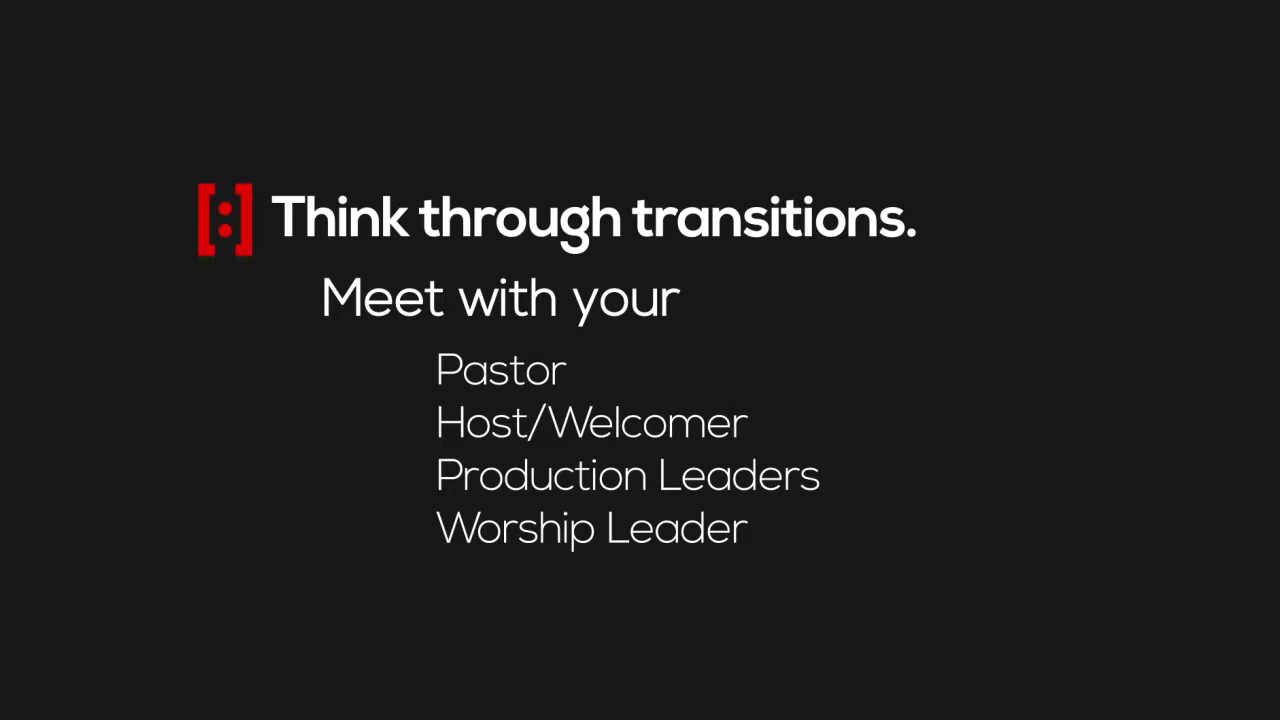 [:] Think through transitions.
Meet with your
Pastor
Host/Welcomer
Production Leaders
Worship Leader